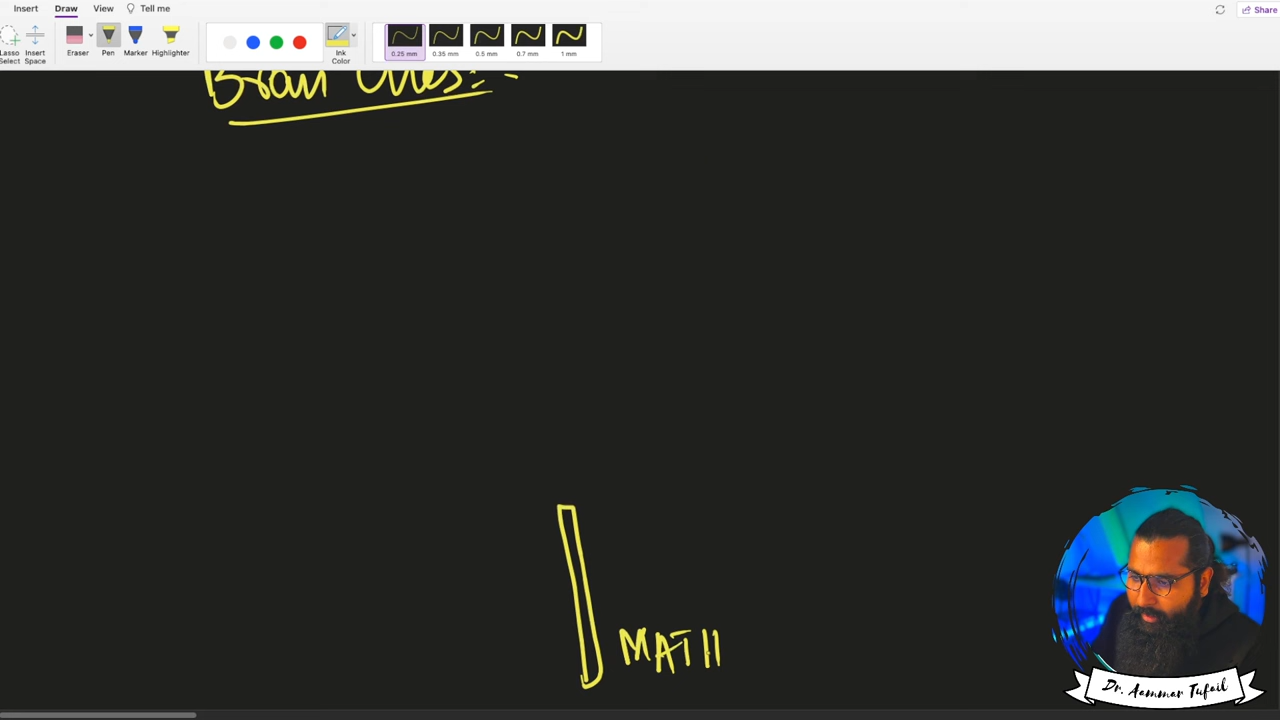 Insert Draw View Tell me Share
Lasso Select Insert Space Eraser Pen Marker Highlighter Ink Color 0.25 mm 0.35 mm 0.5 mm 0.7 mm 1 mm
MATH
Dr. Aammar Tufail